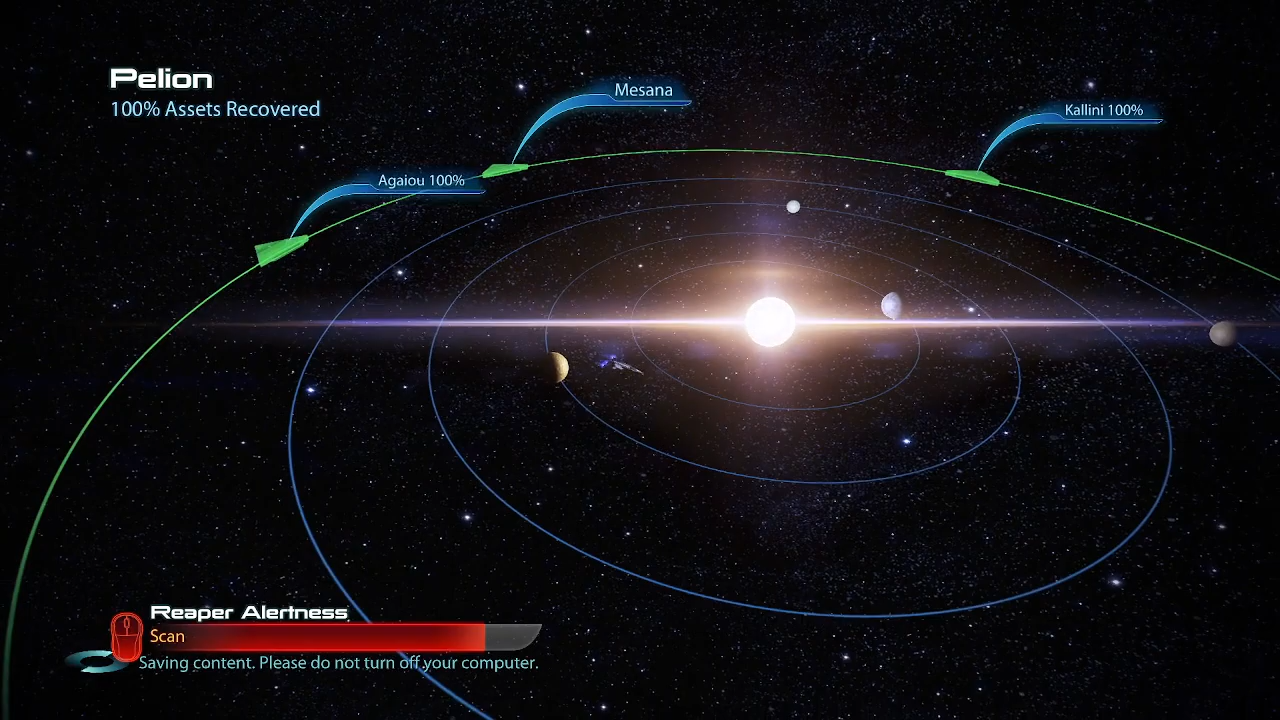 Pelion
100% Assets Recovered
Mesana
Kallini 100%
Agaiou 100%
Reaper Alertness
Scan
Saving content. Please do not turn off your computer.